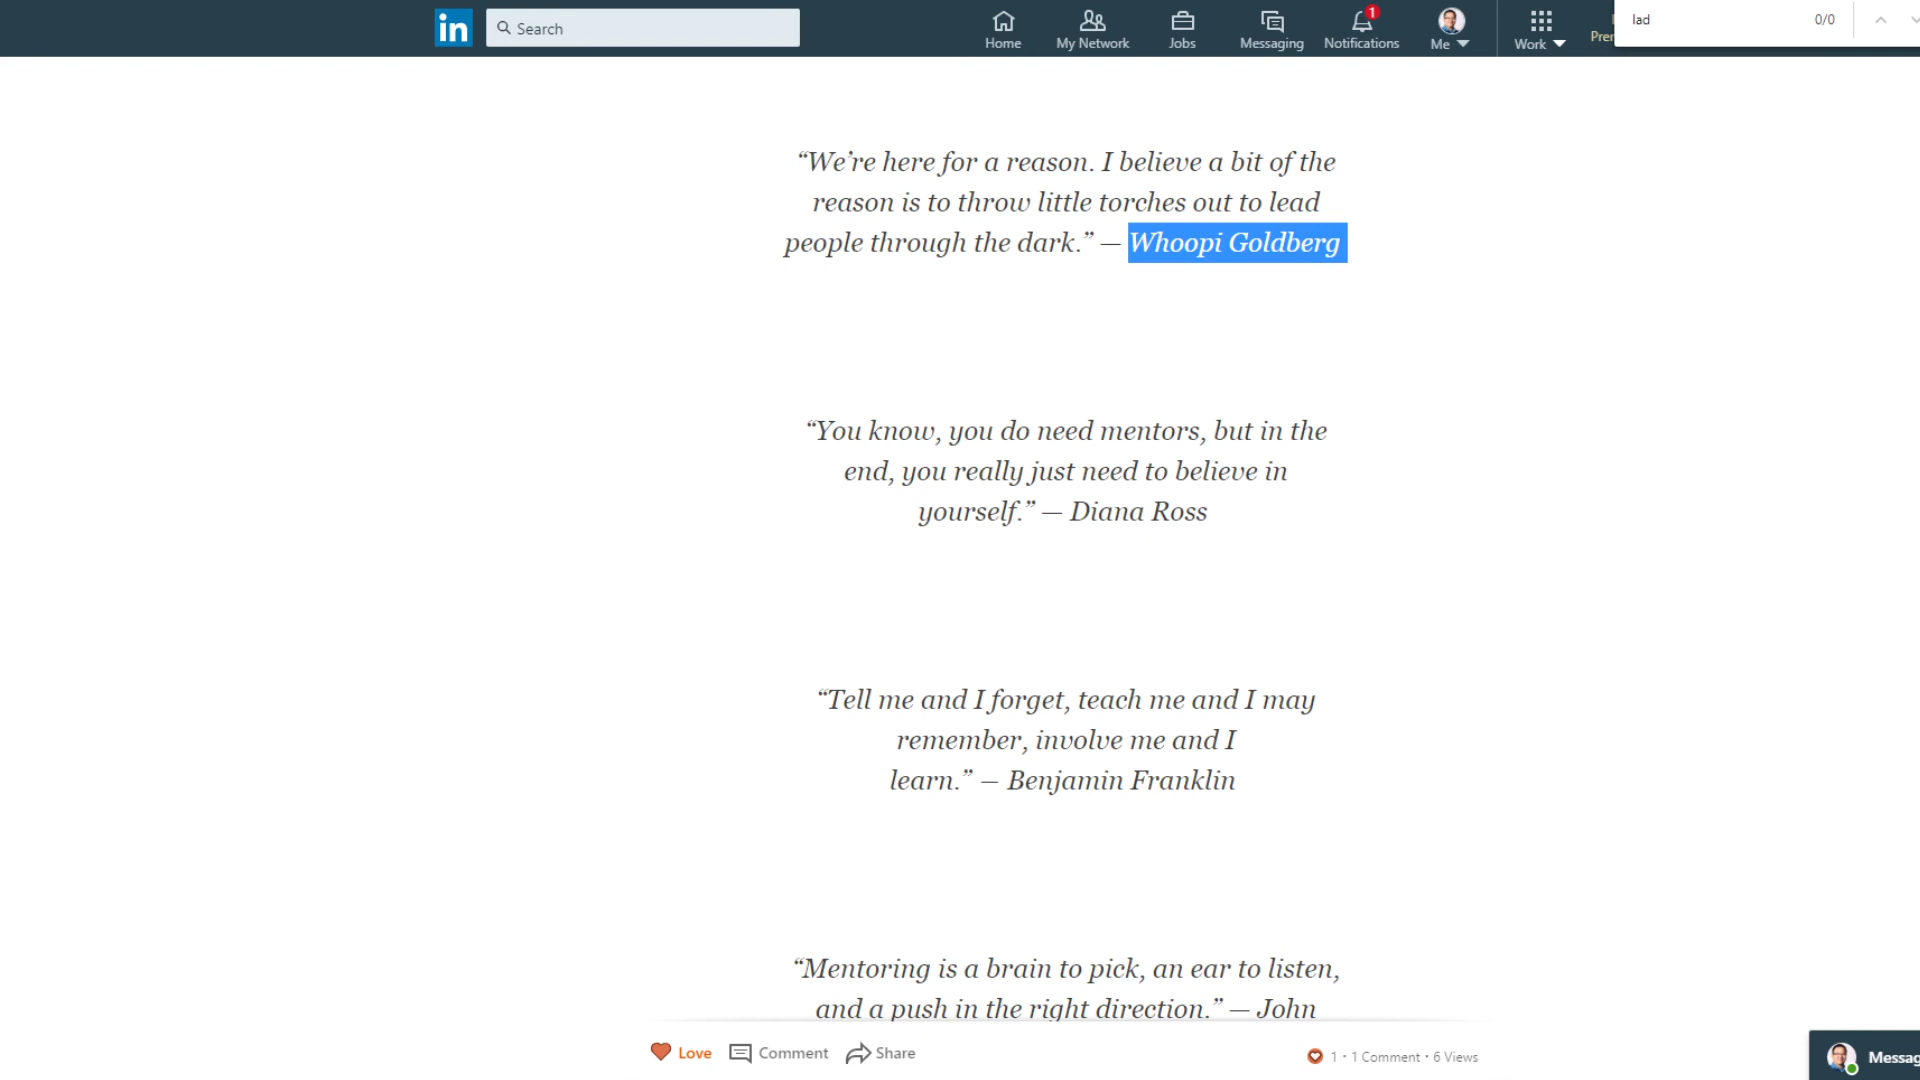 in
Search
Home
My Network
Jobs
Messaging
Notifications
1
Me
Work
lad
0/0
“We’re here for a reason. I believe a bit of the
reason is to throw little torches out to lead
people through the dark.” — Whoopi Goldberg
“You know, you do need mentors, but in the
end, you really just need to believe in
yourself.” — Diana Ross
“Tell me and I forget, teach me and I may
remember, involve me and I
learn.” — Benjamin Franklin
“Mentoring is a brain to pick, an ear to listen,
and a push in the right direction.” — John
Love
Comment
Share
1 • 1 Comment • 6 Views